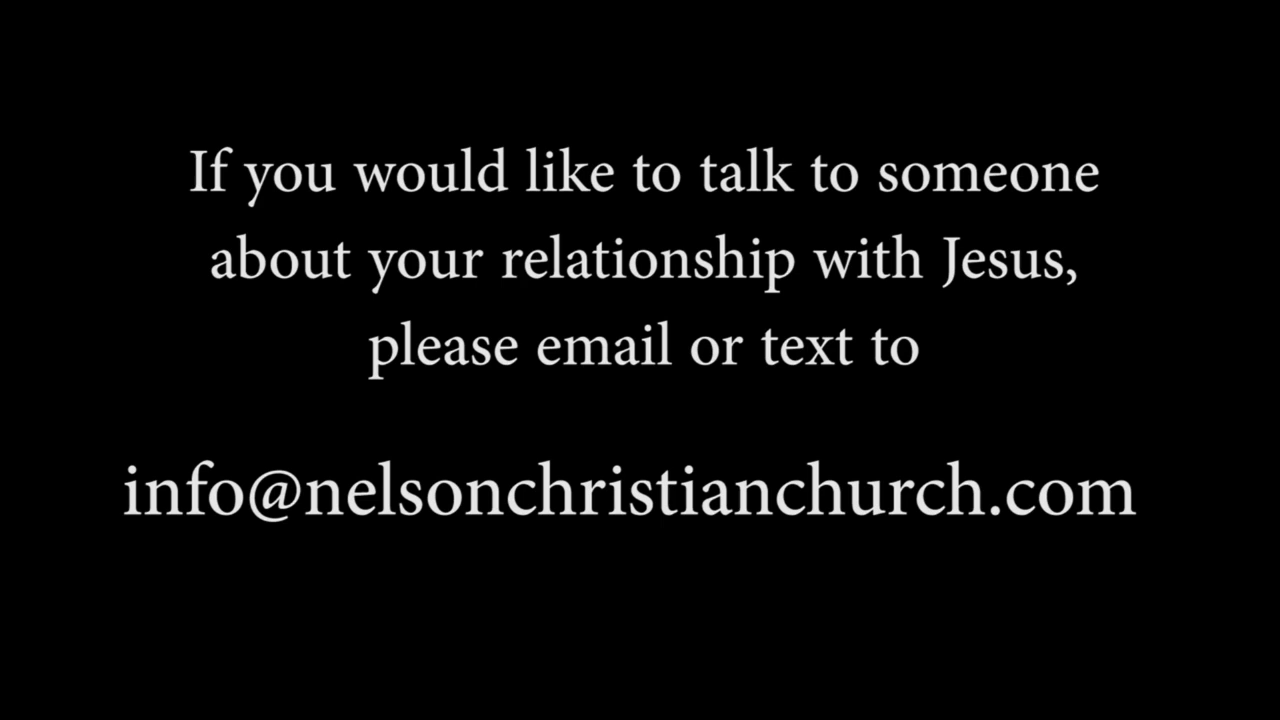 If you would like to talk to someone
about your relationship with Jesus,
please email or text to
info@nelsonchristianchurch.com